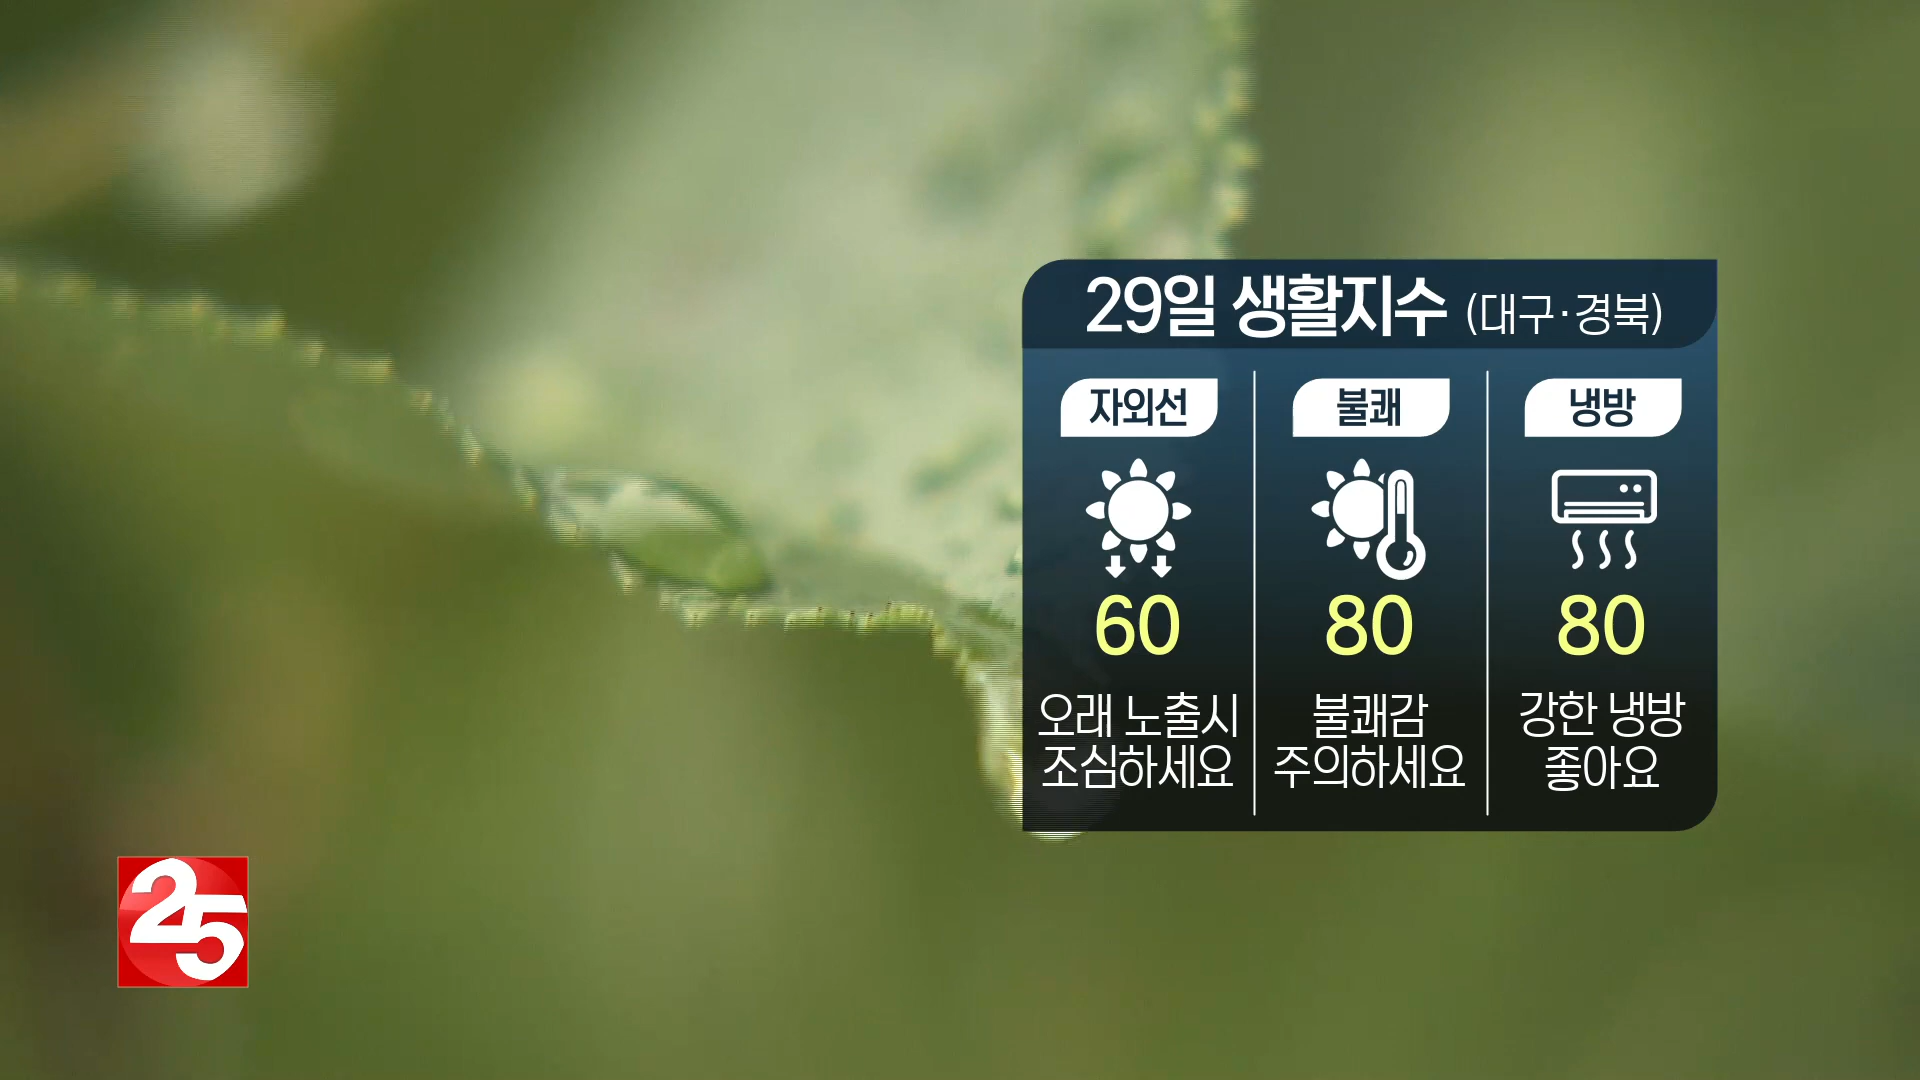 29일 생활지수 (대구·경북)
자외선
불쾌
냉방
60
80
80
오래 노출시
조심하세요
불쾌감
주의하세요
강한 냉방
좋아요
25